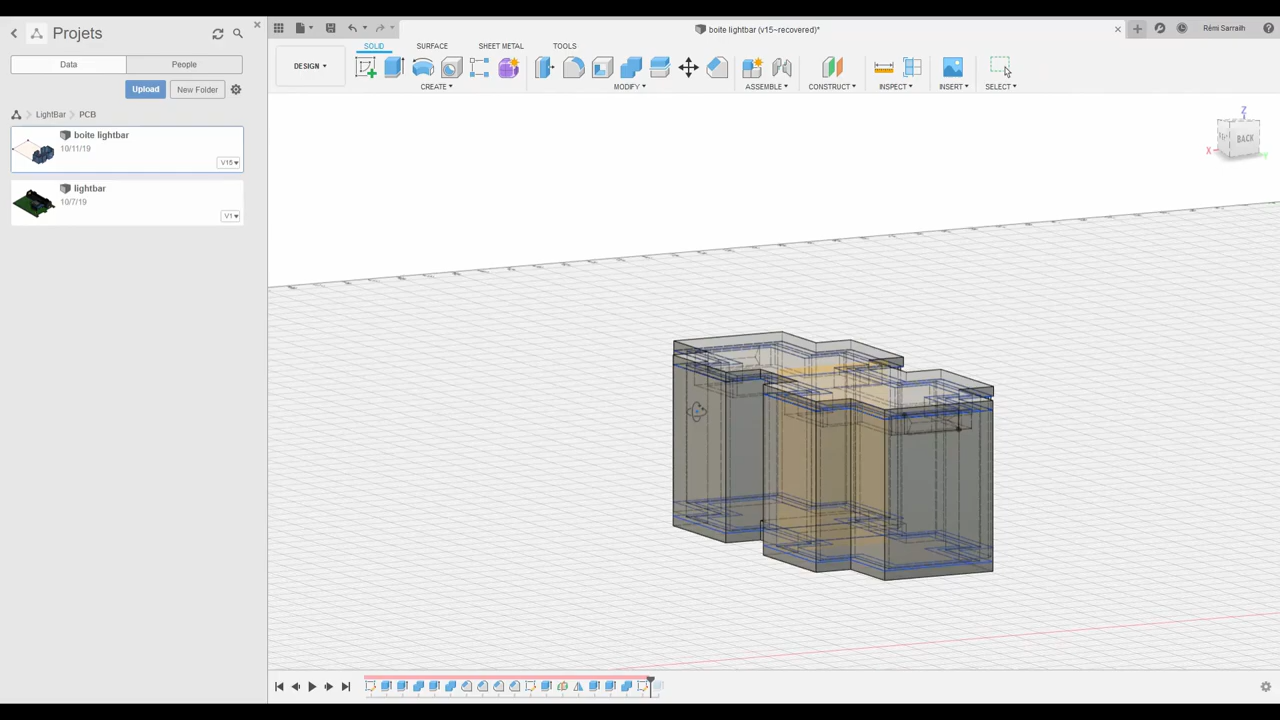 Projets
Data
People
Upload
New Folder
LightBar
PCB
boite lightbar
10/11/19
V15
lightbar
10/7/19
V1
boite lightbar (v15~recovered)*
Rémi Sarrailh
DESIGN
SOLID
SURFACE
SHEET METAL
TOOLS
CREATE
MODIFY
ASSEMBLE
CONSTRUCT
INSPECT
INSERT
SELECT
Z
BACK
X
Y